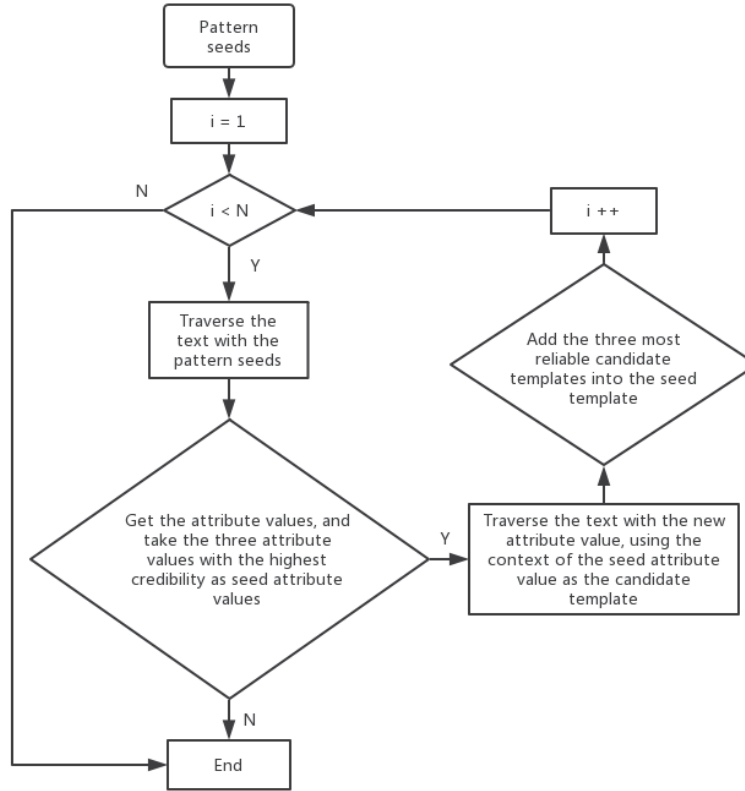 Pattern
seeds
i = 1
N
i < N
i ++
Y
Traverse the
text with the
pattern seeds
Add the three most
reliable candidate
templates into the seed
template
Get the attribute values, and
take the three attribute
values with the highest
credibility as seed attribute
values
Y
Traverse the text with the new
attribute value, using the
context of the seed attribute
value as the candidate
template
N
End